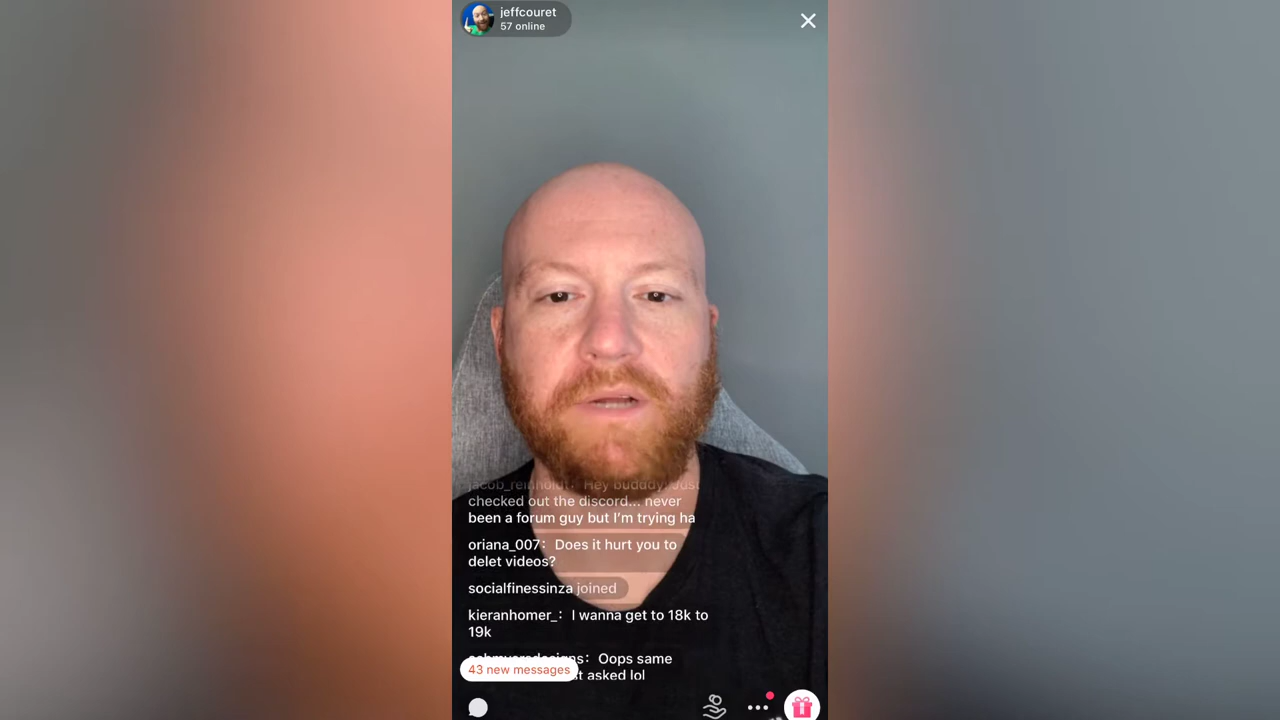 jeffcouret
57 online
checked out the discord... never
been a forum guy but I'm trying ha
oriana_007: Does it hurt you to
delet videos?
socialfinessinza joined
kieranhomer_: I wanna get to 18k to
19k
Oops same
asked lol
43 new messages